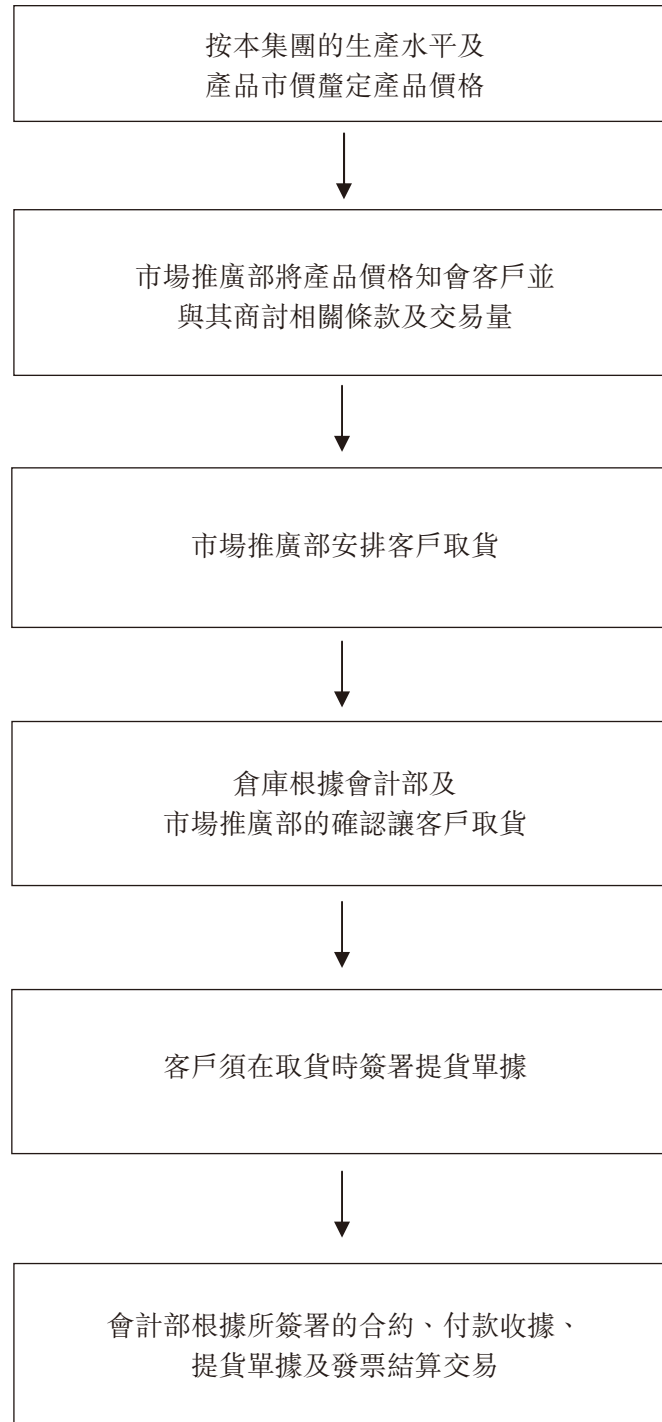 按本集團的生產水平及
產品市價釐定產品價格
市場推廣部將產品價格知會客戶並
與其商討相關條款及交易量
市場推廣部安排客戶取貨
倉庫根據會計部及
市場推廣部的確認讓客戶取貨
客戶須在取貨時簽署提貨單據
會計部根據所簽署的合約、付款收據、
提貨單據及發票結算交易